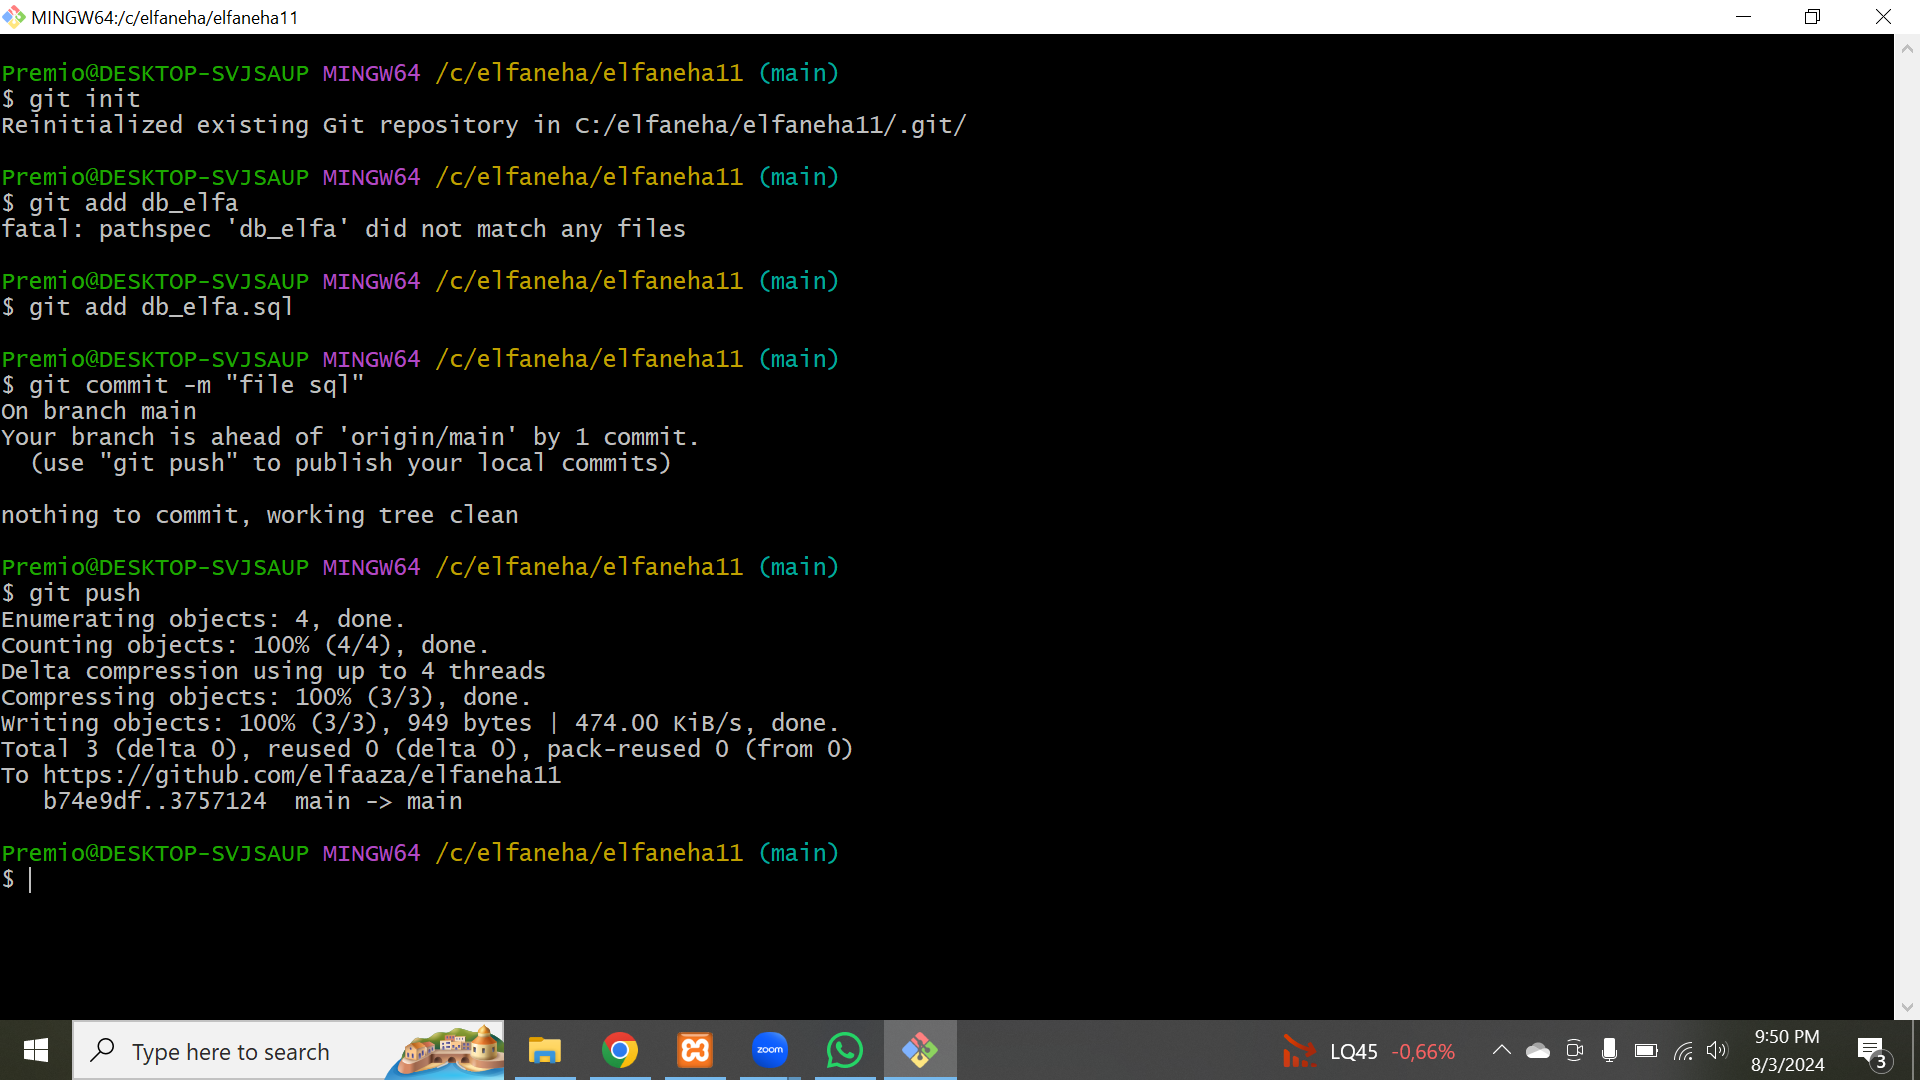 MINGW64:/c/elfaneha/elfaneha11
Premio@DESKTOP-SVJSAUP MINGW64 /c/elfaneha/elfaneha11 (main)
$ git init
Reinitialized existing Git repository in C:/elfaneha/elfaneha11/.git/
Premio@DESKTOP-SVJSAUP MINGW64 /c/elfaneha/elfaneha11 (main)
$ git add db_elfa
fatal: pathspec 'db_elfa' did not match any files
Premio@DESKTOP-SVJSAUP MINGW64 /c/elfaneha/elfaneha11 (main)
$ git add db_elfa.sql
Premio@DESKTOP-SVJSAUP MINGW64 /c/elfaneha/elfaneha11 (main)
$ git commit -m "file sql"
On branch main
Your branch is ahead of 'origin/main' by 1 commit.
  (use "git push" to publish your local commits)
nothing to commit, working tree clean
Premio@DESKTOP-SVJSAUP MINGW64 /c/elfaneha/elfaneha11 (main)
$ git push
Enumerating objects: 4, done.
Counting objects: 100% (4/4), done.
Delta compression using up to 4 threads
Compressing objects: 100% (3/3), done.
Writing objects: 100% (3/3), 949 bytes | 474.00 KiB/s, done.
Total 3 (delta 0), reused 0 (delta 0), pack-reused 0 (from 0)
To https://github.com/elfaaza/elfaneha11
   b74e9df..3757124  main -> main
Premio@DESKTOP-SVJSAUP MINGW64 /c/elfaneha/elfaneha11 (main)
$
Type here to search
zoom
LQ45 -0,66%
9:50 PM
8/3/2024
3